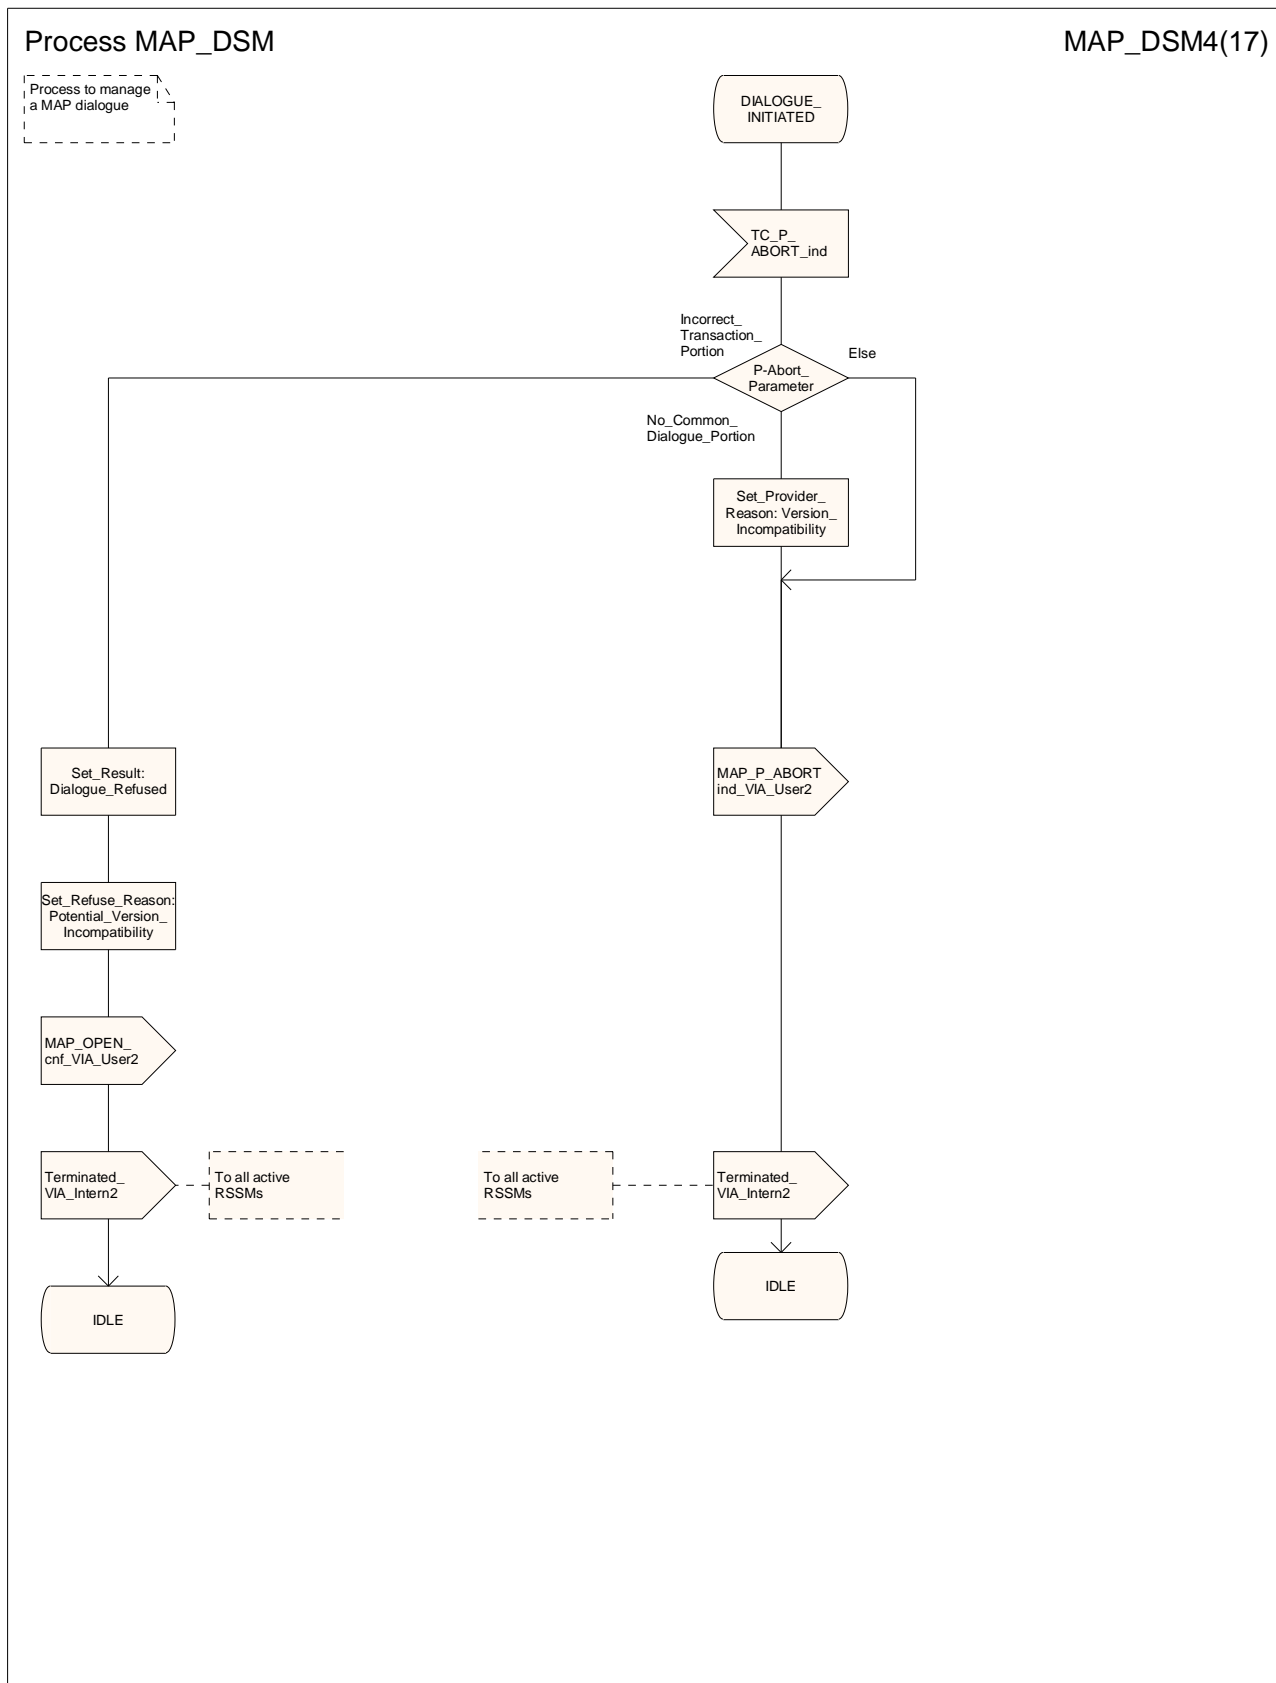 Process MAP_DSM
MAP_DSM4(17)
Process to manage
a MAP dialogue
DIALOGUE_
INITIATED
TC_P_
ABORT_ind
Incorrect_
Transaction_
Portion
Else
P-Abort_
Parameter
No_Common_
Dialogue_Portion
Set_Provider_
Reason: Version_
Incompatibility
Set_Result:
Dialogue_Refused
MAP_P_ABORT
ind_VIA_User2
Set_Refuse_Reason:
Potential_Version_
Incompatibility
MAP_OPEN_
cnf_VIA_User2
Terminated_
VIA_Intern2
To all active
RSSMs
To all active
RSSMs
Terminated_
VIA_Intern2
IDLE
IDLE